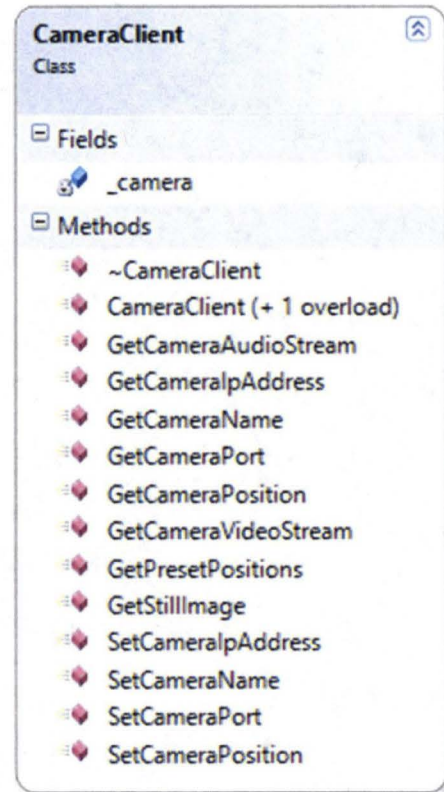 CameraClient
Class
Fields
_camera
Methods
~CameraClient
CameraClient (+ 1 overload)
GetCameraAudioStream
GetCameraIpAddress
GetCameraName
GetCameraPort
GetCameraPosition
GetCameraVideoStream
GetPresetPositions
GetStillImage
SetCameraIpAddress
SetCameraName
SetCameraPort
SetCameraPosition